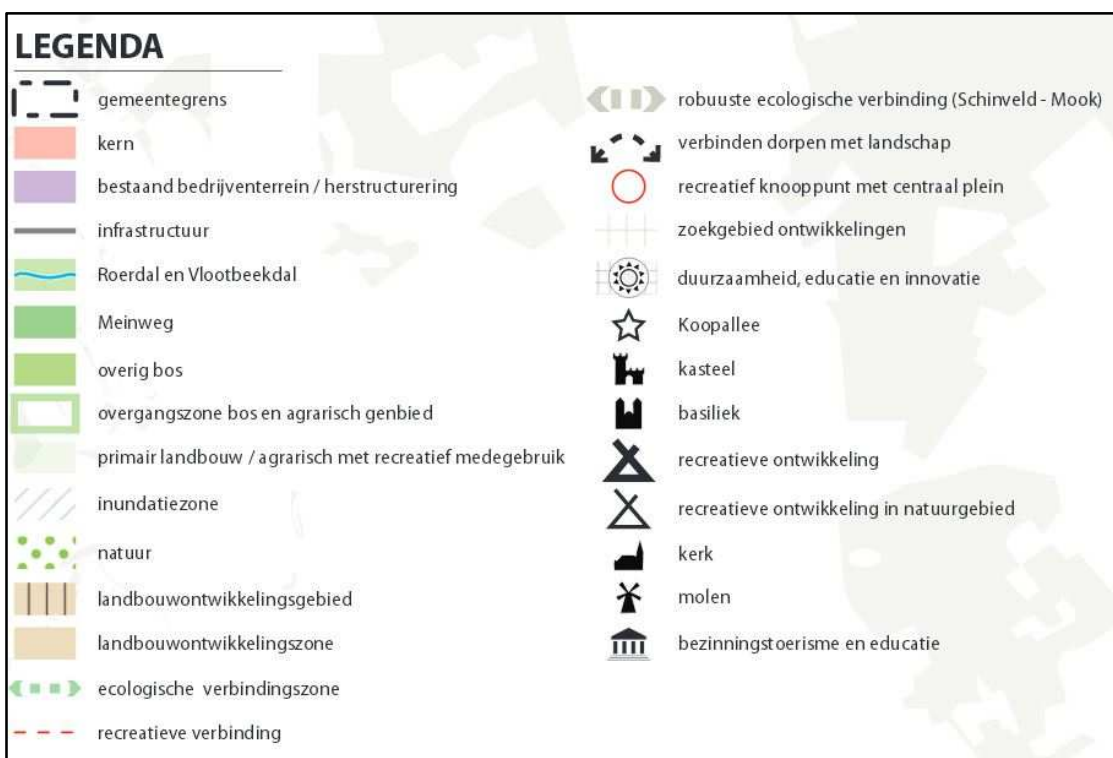 LEGENDA
gemeentegrens
kern
bestaand bedrijventerrein / herstructurering
infrastructuur
Roerdal en Vlootbeekdal
Meinweg
overig bos
overgangszone bos en agrarisch genbied
primair landbouw / agrarisch met recreatief medegebruik
inundatiezone
natuur
landbouwontwikkelingsgebied
landbouwontwikkelingszone
ecologische verbindingszone
recreatieve verbinding
robuuste ecologische verbinding (Schinveld - Mook)
verbinden dorpen met landschap
recreatief knooppunt met centraal plein
zoekgebied ontwikkelingen
duurzaamheid, educatie en innovatie
Koopallee
kasteel
basiliek
recreatieve ontwikkeling
recreatieve ontwikkeling in natuurgebied
kerk
molen
bezinningstoerisme en educatie